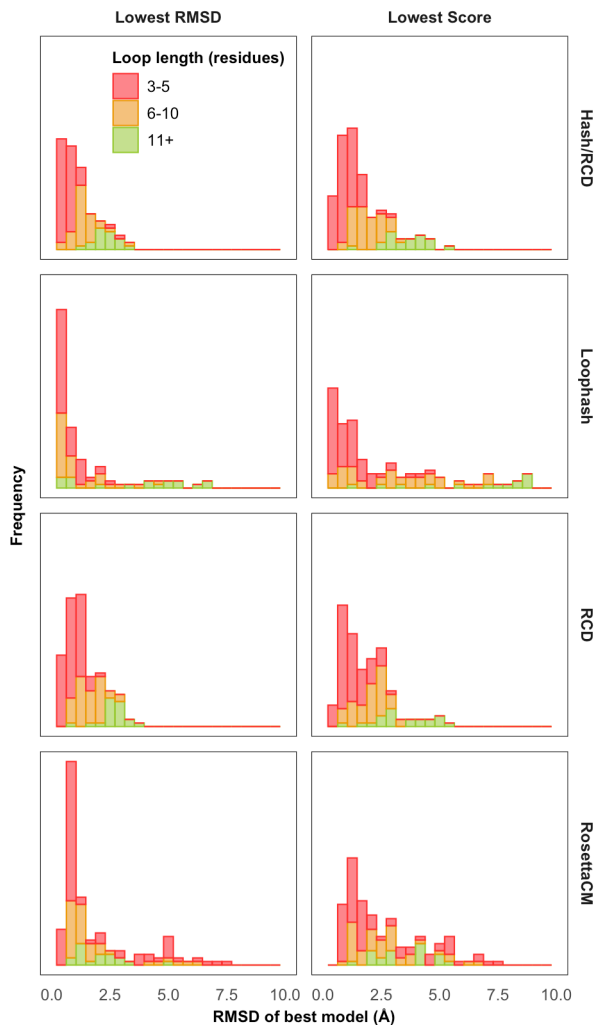 Lowest RMSD
Lowest Score
Loop length (residues)
3-5
6-10
11+
Hash/RCD
Loophash
RCD
RosettaCM
Frequency
0.0 2.5 5.0 7.5 10.0
0.0 2.5 5.0 7.5 10.0
RMSD of best model (Å)